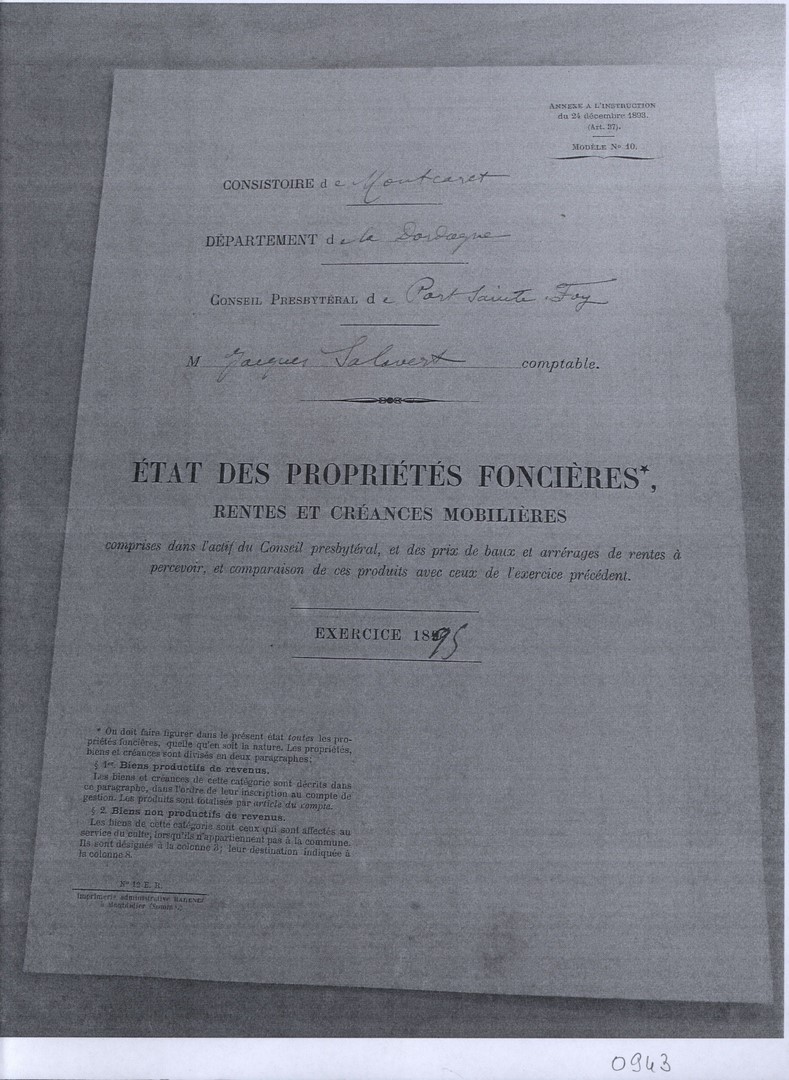 ANNEXE A L'INSTRUCTION
du 24 décembre 1893.
(Art. 37).
MODÈLE No 10.
CONSISTOIRE de Montcaret
DÉPARTEMENT de la Dordogne
CONSEIL PRESBYTÉRAL de Port Sainte Foy
M Jacques Salavert comptable.
ÉTAT DES PROPRIÉTÉS FONCIÈRES*,
RENTES ET CRÉANCES MOBILIÈRES
comprises dans l'actif du Conseil presbytéral, et des prix de baux et arrérages de rentes à
percevoir, et comparaison de ces produits avec ceux de l'exercice précédent.
EXERCICE 1895
* On doit faire figurer dans le présent état toutes les pro-
priétés foncières, quelle qu'en soit la nature. Les propriétés,
biens et créances sont divisés en deux paragraphes:
§ 1er. Biens productifs de revenus.
Les biens et créances de cette catégorie sont décrits dans
ce paragraphe, dans l'ordre de leur inscription au compte de
gestion. Les produits sont totalisés par article du compte.
§ 2. Biens non productifs de revenus.
Les biens de cette catégorie sont ceux qui sont affectés au
service du culte, lorsqu'ils n'appartiennent pas à la commune.
Ils sont désignés à la colonne 3; leur destination indiquée à
la colonne 8.
No 12 E. R.
Imprimerie administrative
à Montdidier
0943